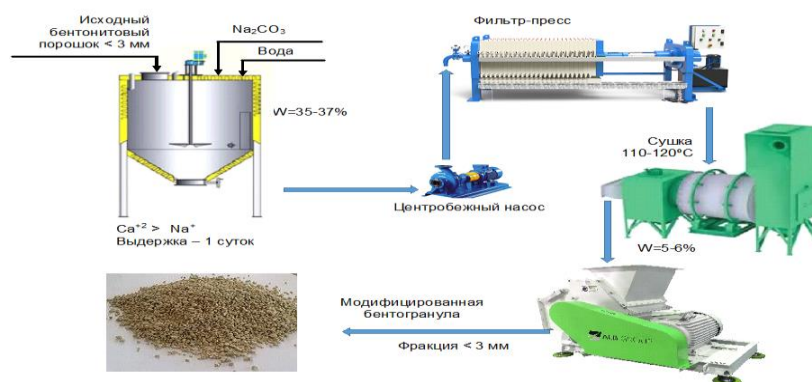 Исходный
бентонитовый
порошок < 3 мм
Na₂CO₃
Вода
W=35-37%
Ca⁺² > Na⁺
Выдержка – 1 суток
Фильтр-пресс
Центробежный насос
Сушка
110-120°C
W=5-6%
Модифицированная
бентогранула
Фракция < 3 мм